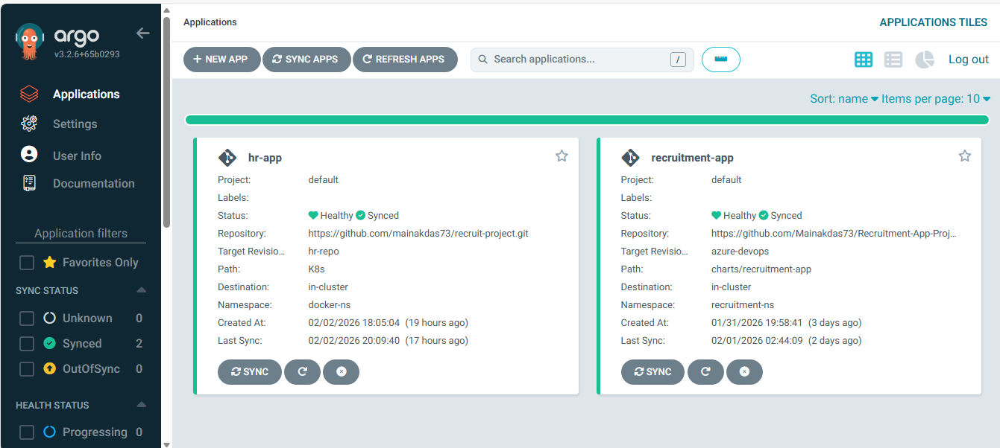 argo
v3.2.6+65b0293
Applications
Settings
User Info
Documentation
Application filters
Favorites Only
SYNC STATUS
Unknown 0
Synced 2
OutOfSync 0
HEALTH STATUS
Progressing 0
Applications
APPLICATIONS TILES
NEW APP
SYNC APPS
REFRESH APPS
Search applications...
/
Log out
Sort: name
Items per page: 10
hr-app
Project: default
Labels:
Status: Healthy Synced
Repository: https://github.com/mainakdas73/recruit-project.git
Target Revisio... hr-repo
Path: K8s
Destination: in-cluster
Namespace: docker-ns
Created At: 02/02/2026 18:05:04 (19 hours ago)
Last Sync: 02/02/2026 20:09:40 (17 hours ago)
SYNC
recruitment-app
Project: default
Labels:
Status: Healthy Synced
Repository: https://github.com/Mainakdas73/Recruitment-App-Proj...
Target Revisio... azure-devops
Path: charts/recruitment-app
Destination: in-cluster
Namespace: recruitment-ns
Created At: 01/31/2026 19:58:41 (3 days ago)
Last Sync: 02/01/2026 02:44:09 (2 days ago)
SYNC